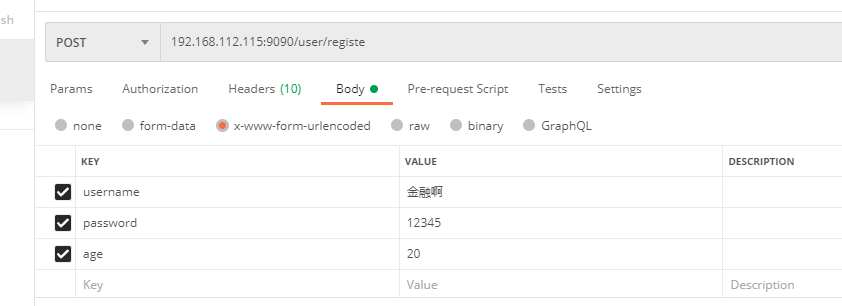 sh
POST 192.168.112.115:9090/user/registe
Params Authorization Headers (10) Body Pre-request Script Tests Settings
none form-data x-www-form-urlencoded raw binary GraphQL
KEY VALUE DESCRIPTION
username 金融啊
password 12345
age 20
Key Value Description